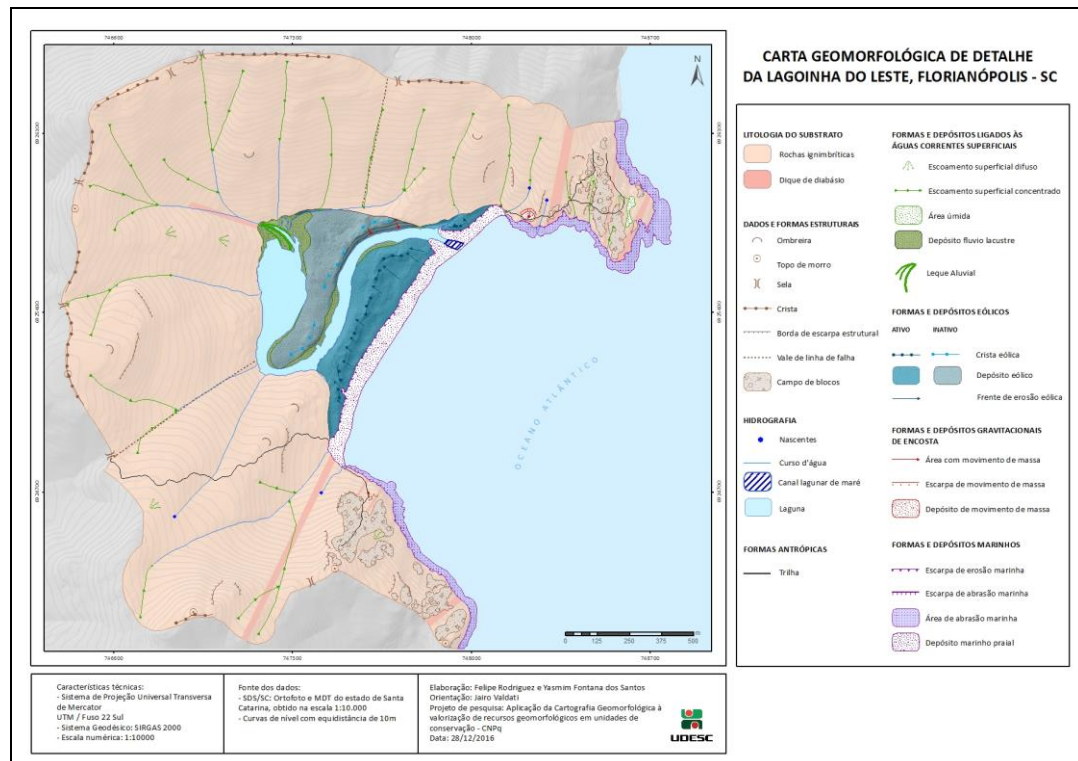 CARTA GEOMORFOLÓGICA DE DETALHE
DA LAGOINHA DO LESTE, FLORIANÓPOLIS - SC
N
OCEANO ATLÂNTICO
0 125 250 375 500
LITOLOGIA DO SUBSTRATO
Rochas ignimbríticas
Dique de diabásio
DADOS E FORMAS ESTRUTURAIS
Ombreira
Topo de morro
Sela
Crista
Borda de escarpa estrutural
Vale de linha de falha
Campo de blocos
HIDROGRAFIA
Nascentes
Curso d'água
Canal lagunar de maré
Laguna
FORMAS ANTRÓPICAS
Trilha
FORMAS E DEPÓSITOS LIGADOS ÀS
ÁGUAS CORRENTES SUPERFICIAIS
Escoamento superficial difuso
Escoamento superficial concentrado
Área úmida
Depósito fluvio lacustre
Leque Aluvial
FORMAS E DEPÓSITOS EÓLICOS
ATIVO INATIVO
Crista eólica
Depósito eólico
Frente de erosão eólica
FORMAS E DEPÓSITOS GRAVITACIONAIS
DE ENCOSTA
Área com movimento de massa
Escarpa de movimento de massa
Depósito de movimento de massa
FORMAS E DEPÓSITOS MARINHOS
Escarpa de erosão marinha
Escarpa de abrasão marinha
Área de abrasão marinha
Depósito marinho praial
Características técnicas:
- Sistema de Projeção Universal Transversa
de Mercator
UTM / Fuso 22 Sul
- Sistema Geodésico: SIRGAS 2000
- Escala numérica: 1:10000
Fonte dos dados:
- SDS/SC: Ortofoto e MDT do estado de Santa
Catarina, obtido na escala 1:10.000
- Curvas de nível com equidistância de 10m
Elaboração: Felipe Rodriguez e Yasmim Fontana dos Santos
Orientação: Jairo Valdati
Projeto de pesquisa: Aplicação da Cartografia Geomorfológica à
valorização de recursos geomorfológicos em unidades de
conservação - CNPq
Data: 28/12/2016
UDESC